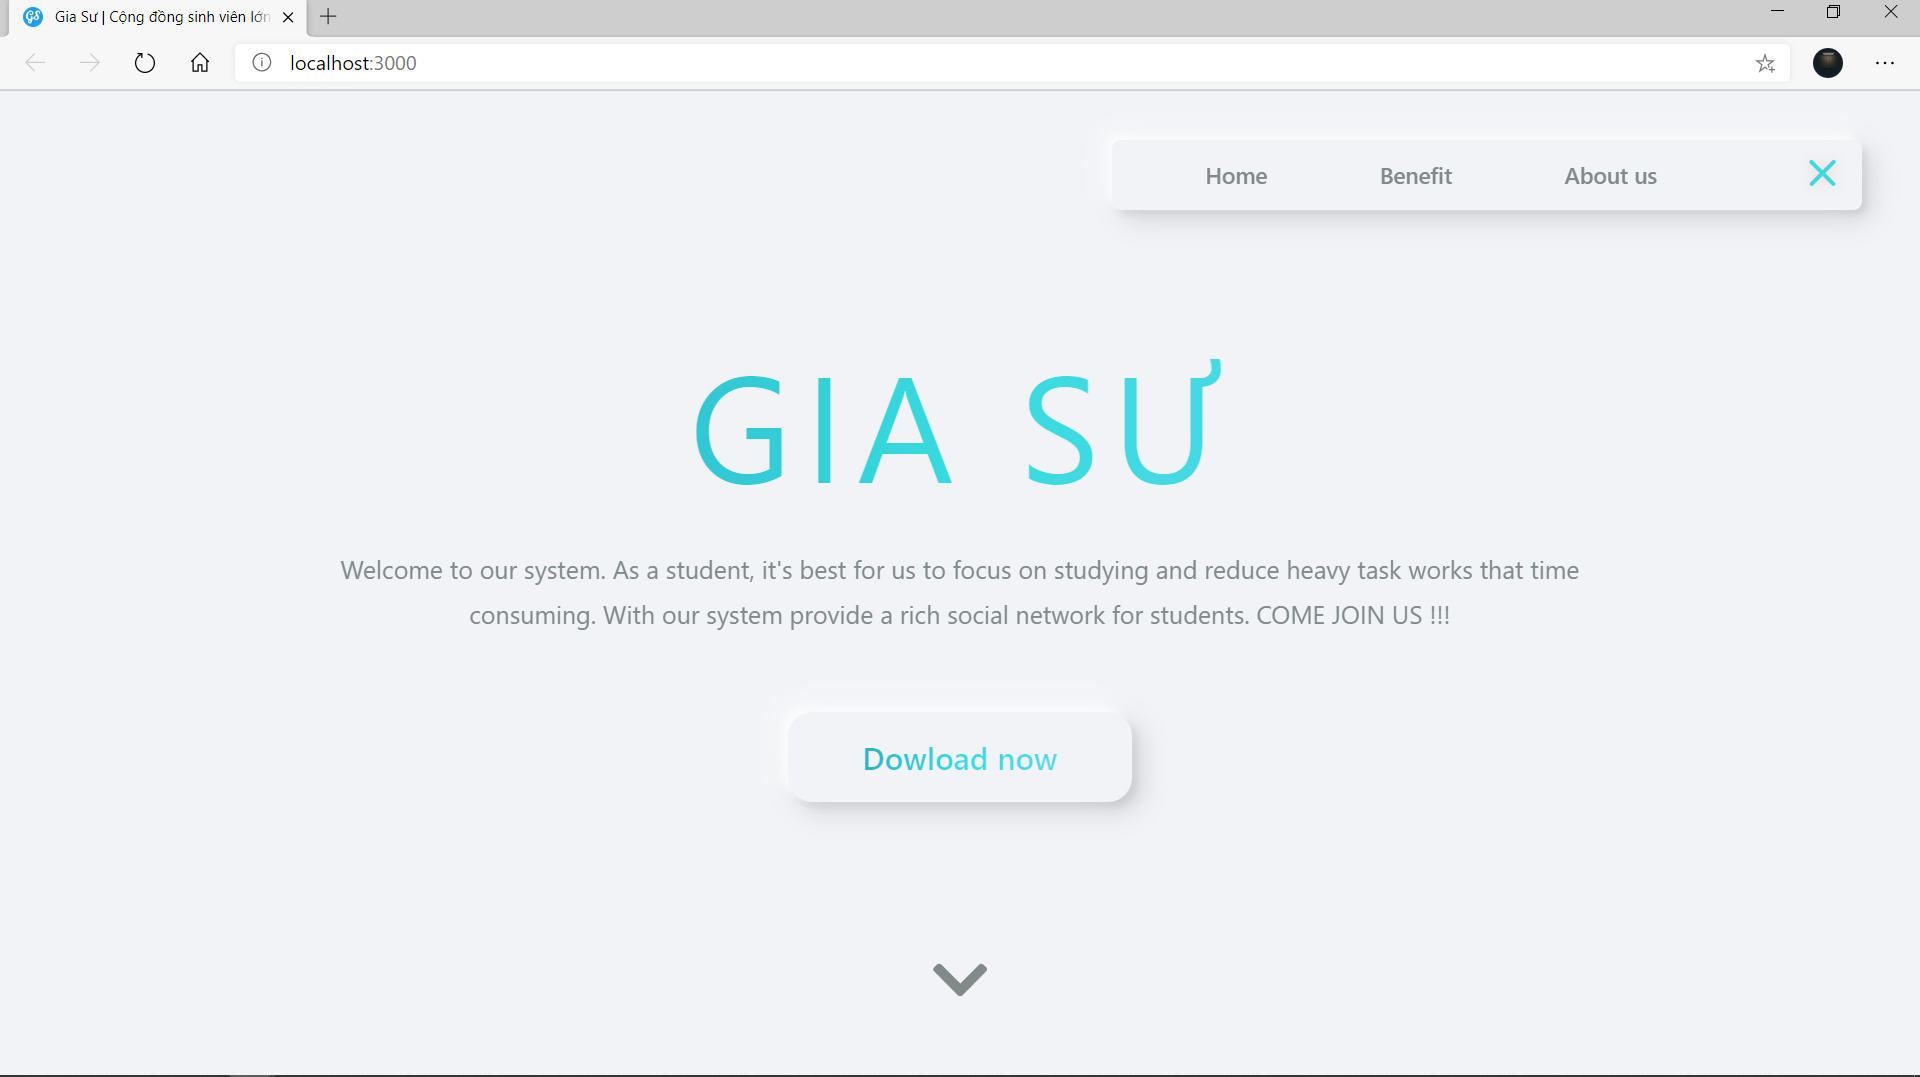 Gia Sư | Cộng đồng sinh viên lớn
localhost:3000
Home Benefit About us
GIA SƯ
Welcome to our system. As a student, it's best for us to focus on studying and reduce heavy task works that time
consuming. With our system provide a rich social network for students. COME JOIN US !!!
Dowload now